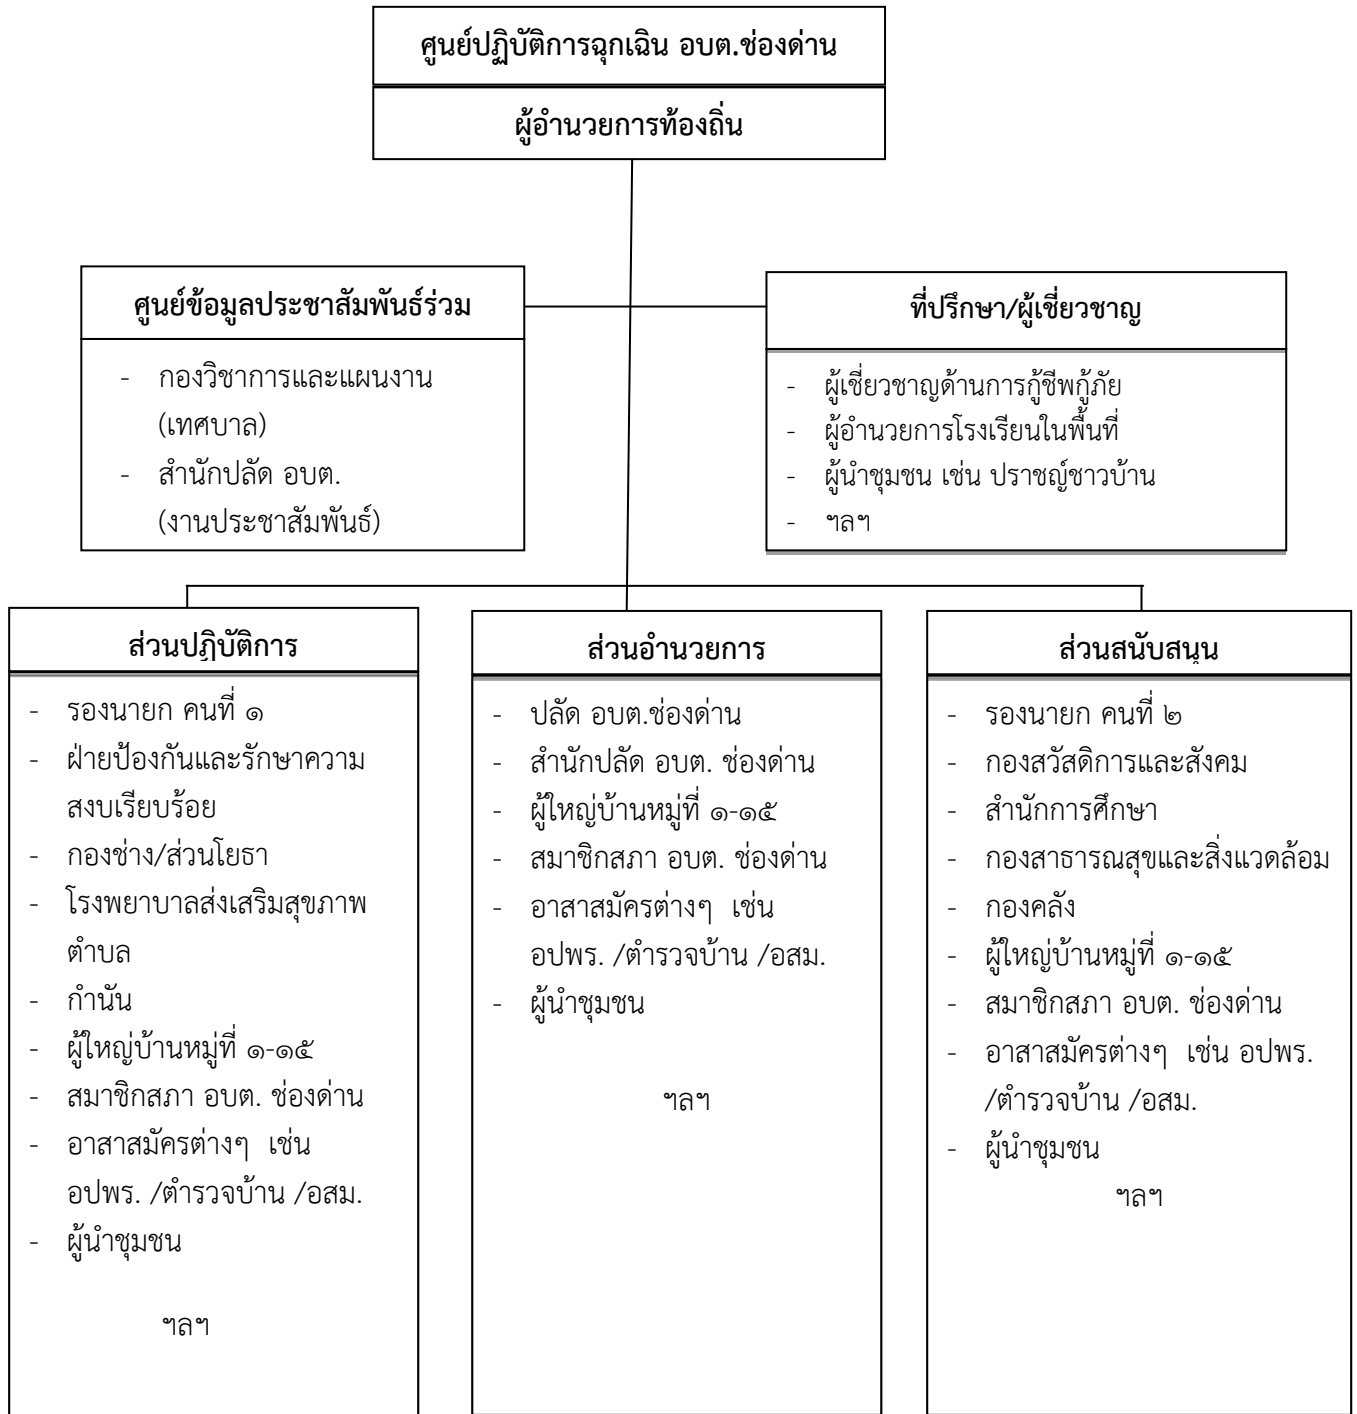 ศูนย์ปฏิบัติการฉุกเฉิน อบต.ช่องด่าน
ผู้อำนวยการท้องถิ่น
ศูนย์ข้อมูลประชาสัมพันธ์ร่วม
- กองวิชาการและแผนงาน
(เทศบาล)
- สำนักปลัด อบต.
(งานประชาสัมพันธ์)
ที่ปรึกษา/ผู้เชี่ยวชาญ
- ผู้เชี่ยวชาญด้านการกู้ชีพกู้ภัย
- ผู้อำนวยการโรงเรียนในพื้นที่
- ผู้นำชุมชน เช่น ปราชญ์ชาวบ้าน
- ฯลฯ
ส่วนปฏิบัติการ
- รองนายก คนที่ ๑
- ฝ่ายป้องกันและรักษาความ
สงบเรียบร้อย
- กองช่าง/ส่วนโยธา
- โรงพยาบาลส่งเสริมสุขภาพ
ตำบล
- กำนัน
- ผู้ใหญ่บ้านหมู่ที่ ๑-๑๕
- สมาชิกสภา อบต. ช่องด่าน
- อาสาสมัครต่างๆ เช่น
อปพร. /ตำรวจบ้าน /อสม.
- ผู้นำชุมชน
ฯลฯ
ส่วนอำนวยการ
- ปลัด อบต.ช่องด่าน
- สำนักปลัด อบต. ช่องด่าน
- ผู้ใหญ่บ้านหมู่ที่ ๑-๑๕
- สมาชิกสภา อบต. ช่องด่าน
- อาสาสมัครต่างๆ เช่น
อปพร. /ตำรวจบ้าน /อสม.
- ผู้นำชุมชน
ฯลฯ
ส่วนสนับสนุน
- รองนายก คนที่ ๒
- กองสวัสดิการและสังคม
- สำนักการศึกษา
- กองสาธารณสุขและสิ่งแวดล้อม
- กองคลัง
- ผู้ใหญ่บ้านหมู่ที่ ๑-๑๕
- สมาชิกสภา อบต. ช่องด่าน
- อาสาสมัครต่างๆ เช่น อปพร.
/ตำรวจบ้าน /อสม.
- ผู้นำชุมชน
ฯลฯ